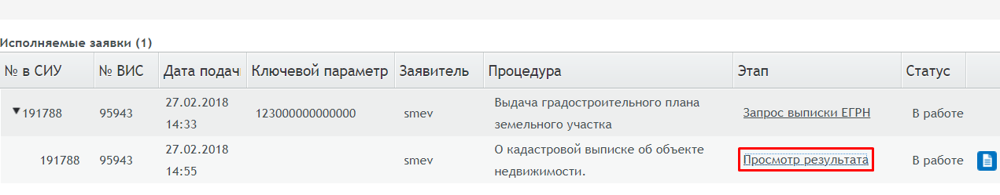 Исполняемые заявки (1)
№ в СИУ № ВИС Дата подачи Ключевой параметр Заявитель Процедура Этап Статус
191788 95943 27.02.2018 14:33 123000000000000 smev Выдача градостроительного плана земельного участка Запрос выписки ЕГРН В работе
191788 95943 27.02.2018 14:55 smev О кадастровой выписке об объекте недвижимости. Просмотр результата В работе